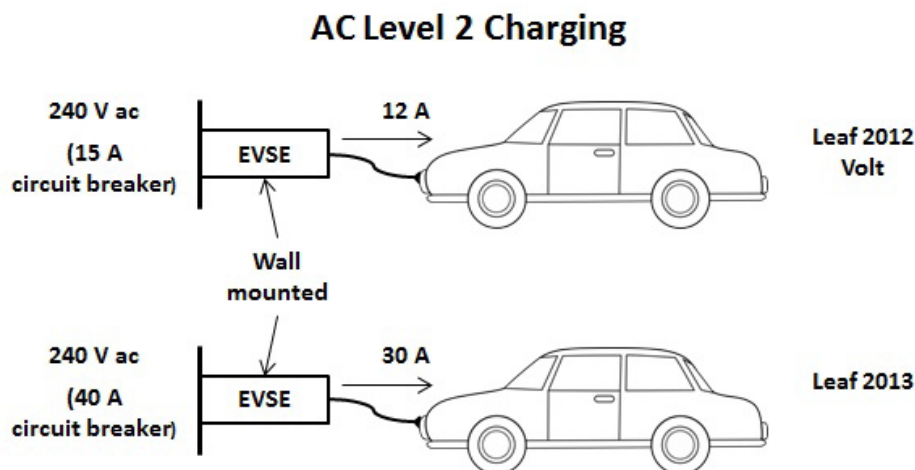 AC Level 2 Charging
240 V ac
(15 A
circuit breaker)
EVSE
12 A
Leaf 2012
Volt
Wall
mounted
240 V ac
(40 A
circuit breaker)
EVSE
30 A
Leaf 2013